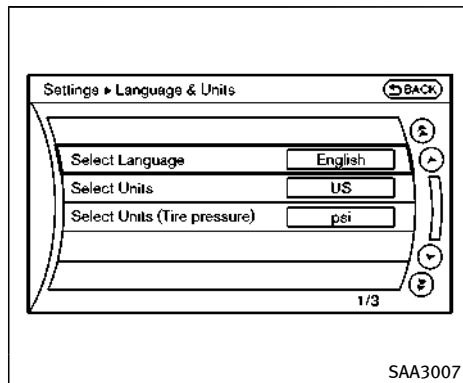 Settings ▸ Language & Units
BACK
Select Language English
Select Units US
Select Units (Tire pressure) psi
1/3
SAA3007